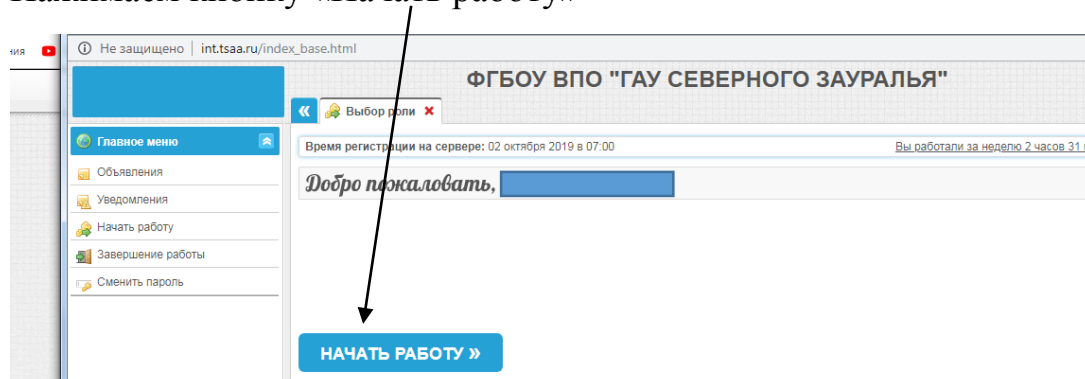 Нажимаем кнопку «Начать работу»
ния
Не защищено | int.tsaa.ru/index_base.html
ФГБОУ ВПО "ГАУ СЕВЕРНОГО ЗАУРАЛЬЯ"
« Выбор роли ×
Главное меню
Время регистрации на сервере: 02 октября 2019 в 07:00
Вы работали за неделю 2 часов 31
Объявления
Добро пожаловать,
Уведомления
Начать работу
Завершение работы
Сменить пароль
НАЧАТЬ РАБОТУ »